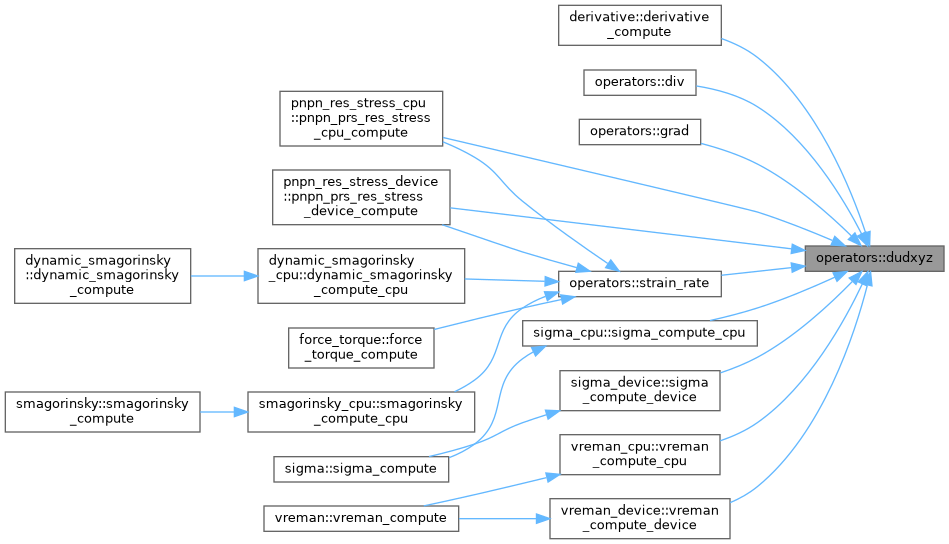 derivative::derivative
_compute
operators::div
operators::grad
pnpn_res_stress_cpu
::pnpn_prs_res_stress
_cpu_compute
pnpn_res_stress_device
::pnpn_prs_res_stress
_device_compute
operators::dudxyz
dynamic_smagorinsky
::dynamic_smagorinsky
_compute
dynamic_smagorinsky
_cpu::dynamic_smagorinsky
_compute_cpu
operators::strain_rate
force_torque::force
_torque_compute
sigma_cpu::sigma_compute_cpu
smagorinsky::smagorinsky
_compute
smagorinsky_cpu::smagorinsky
_compute_cpu
sigma_device::sigma
_compute_device
sigma::sigma_compute
vreman_cpu::vreman
_compute_cpu
vreman::vreman_compute
vreman_device::vreman
_compute_device